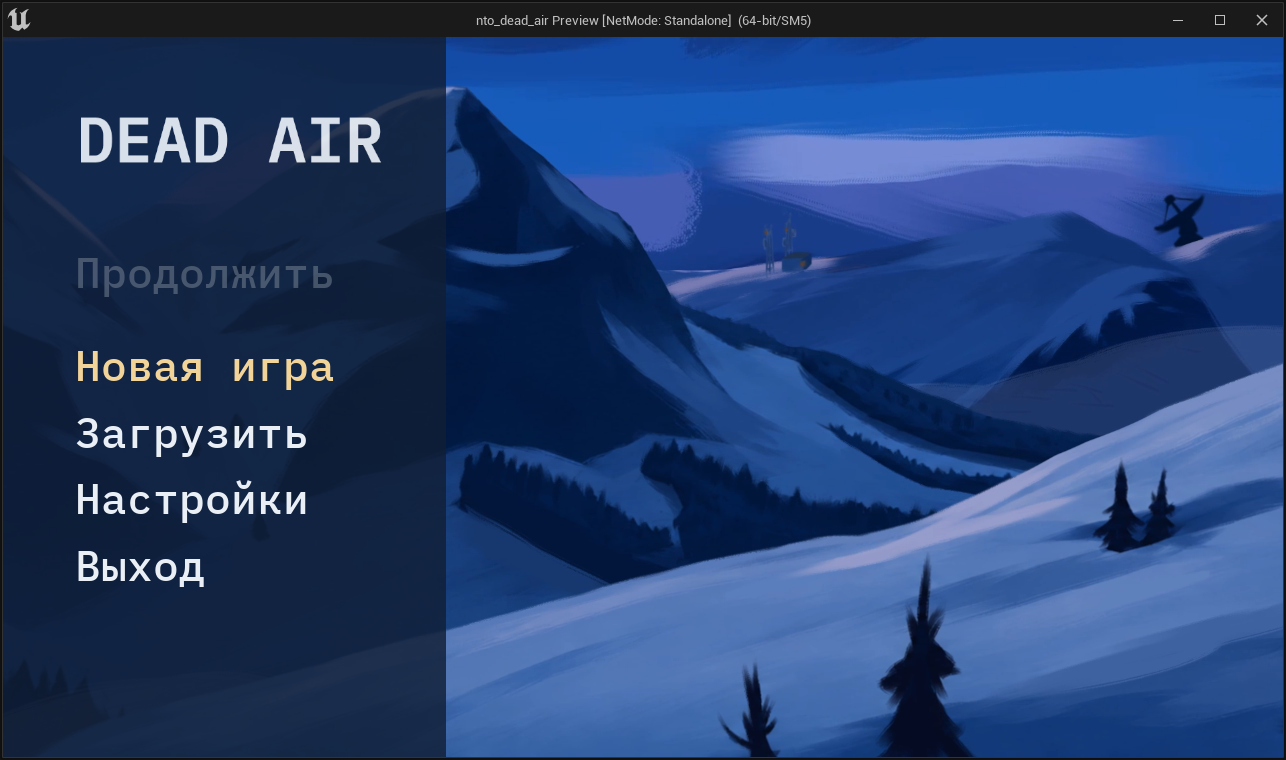 nto_dead_air Preview [NetMode: Standalone] (64-bit/SM5)
DEAD AIR
Продолжить
Новая игра
Загрузить
Настройки
Выход